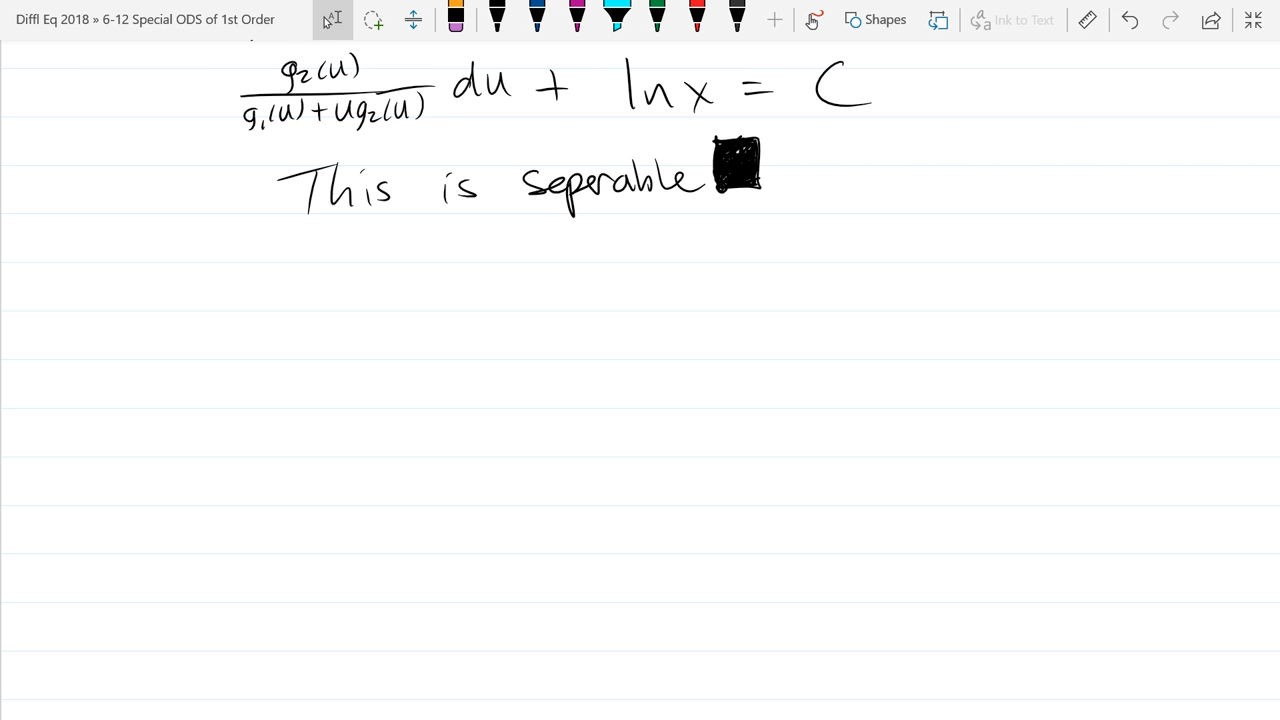 Diffl Eq 2018 » 6-12 Special ODS of 1st Order
Shapes
Ink to Text
g₂(u)
g₁(u) + ug₂(u)
du + ln x = C
This is seperable